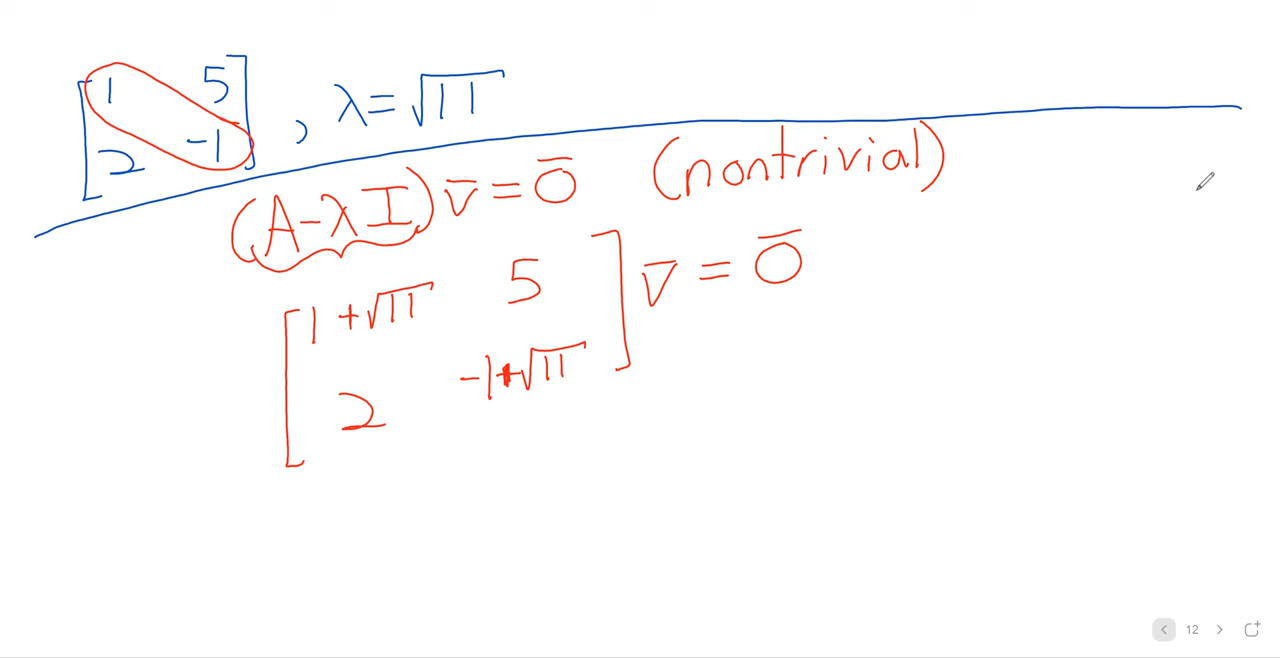 [1 5
2 -1], λ = √11
(A - λI)v̄ = 0̄ (nontrivial)
[1 + √11 5
2 -1 + √11] v̄ = 0̄
12